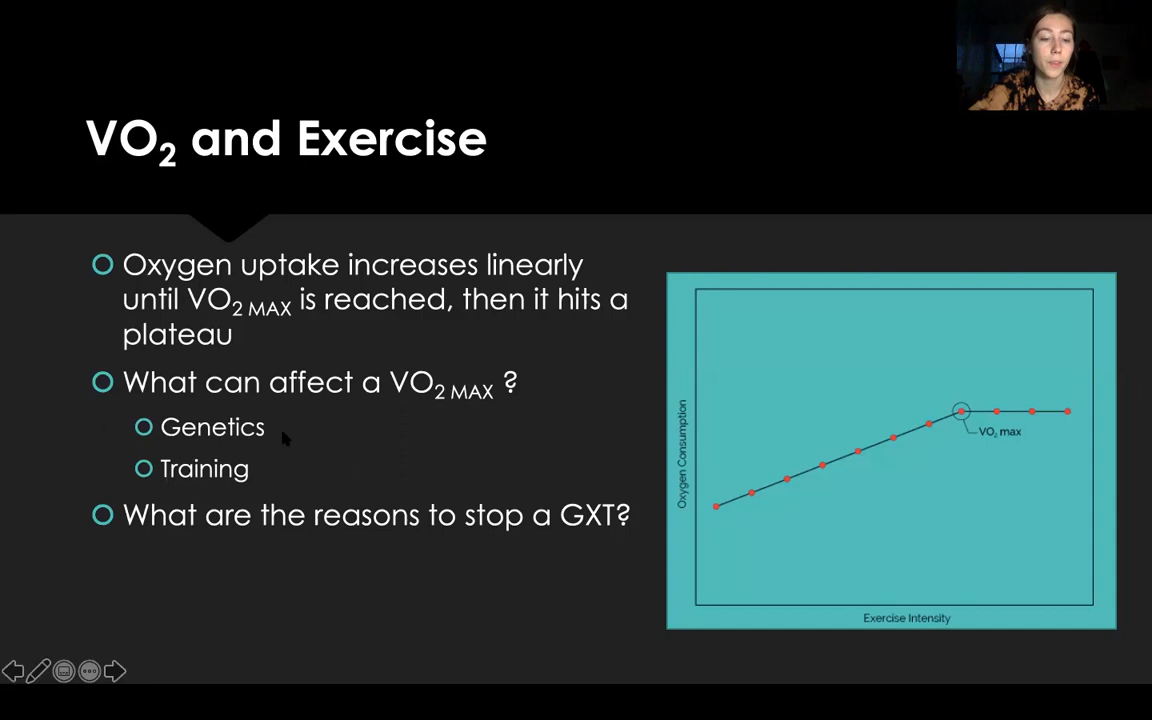 VO₂ and Exercise
Oxygen uptake increases linearly
until VO₂ MAX is reached, then it hits a
plateau
What can affect a VO₂ MAX ?
Genetics
Training
What are the reasons to stop a GXT?
Oxygen Consumption
VO₂ max
Exercise Intensity